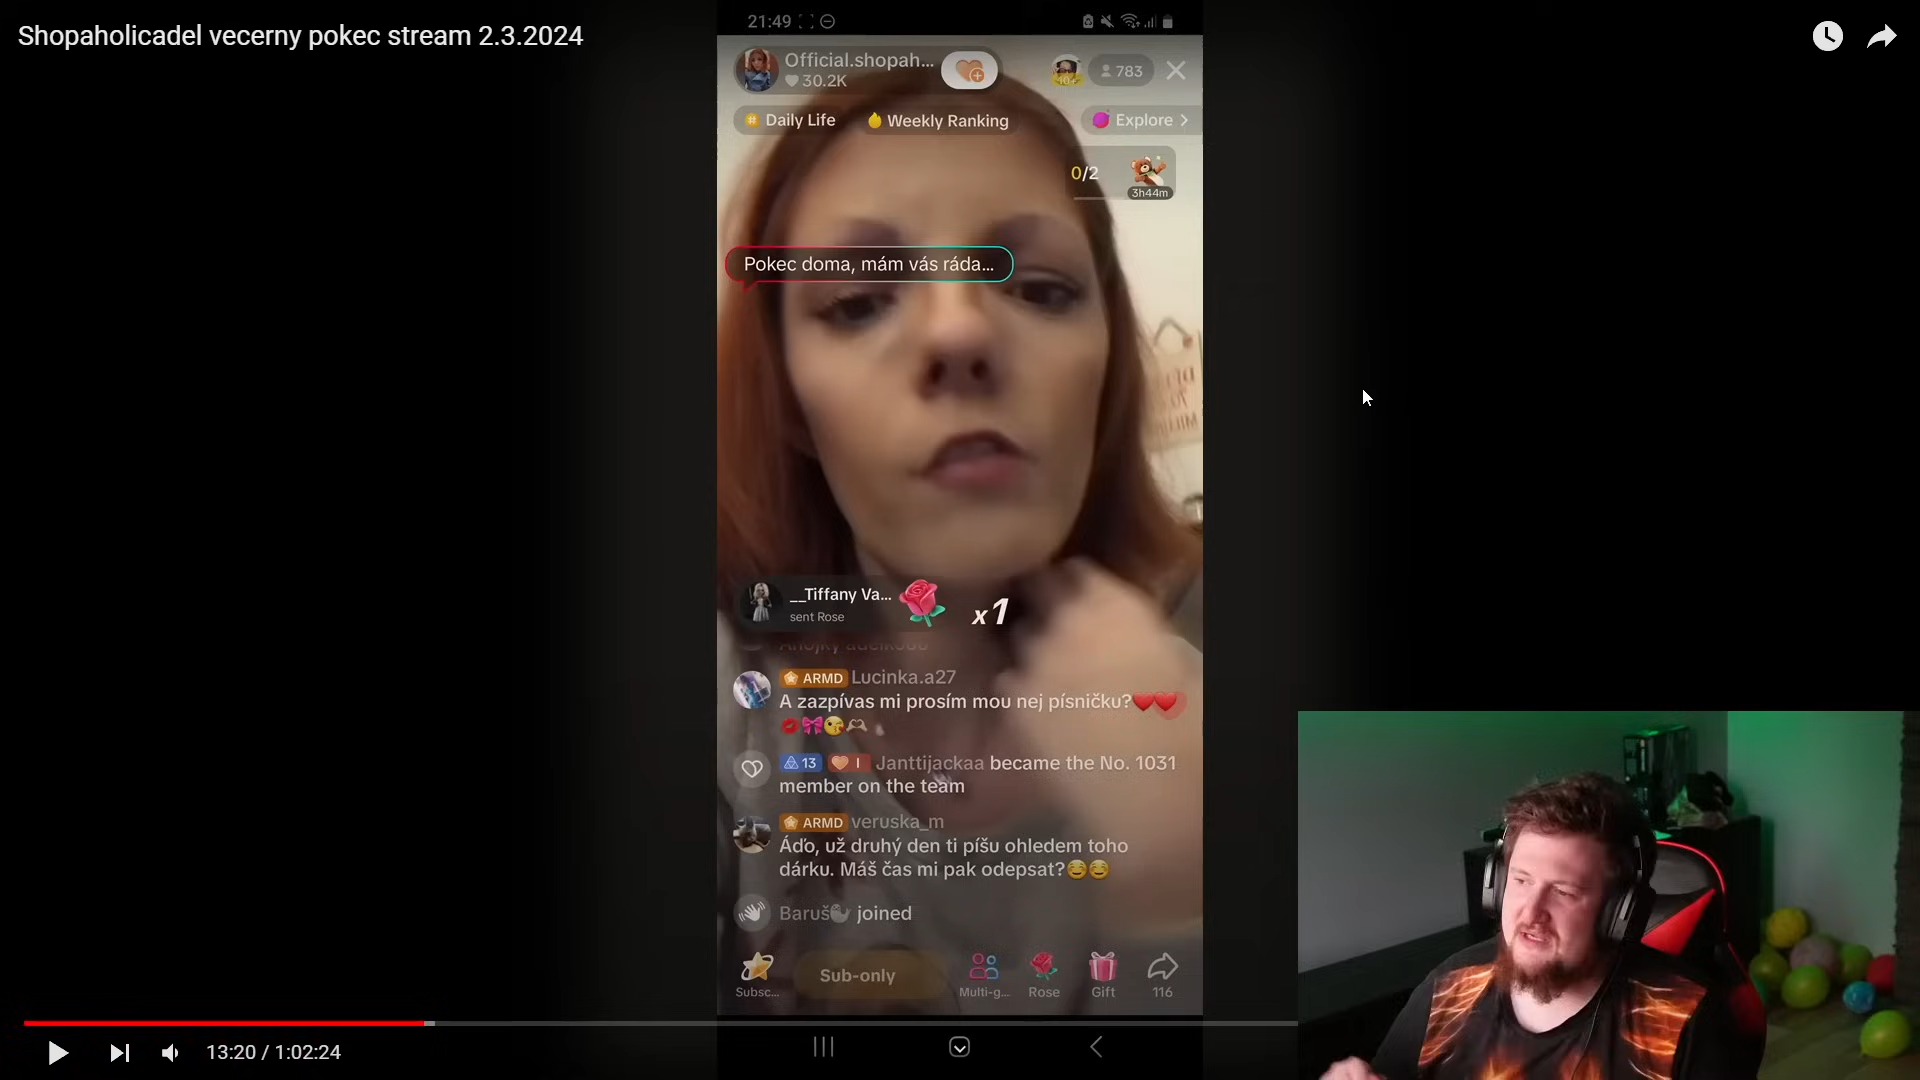 Shopaholicadel vecerny pokec stream 2.3.2024
21:49
Official.shopah...
30.2K
10+
783
Daily Life
Weekly Ranking
Explore
0/2
3h44m
Pokec doma, mám vás ráda...
__Tiffany Va...
sent Rose
x1
ARMD Lucinka.a27
A zazpívas mi prosím mou nej písničku?❤️❤️
💋🎀😘🫶🏻
13 I Janttijackaa became the No. 1031
member on the team
ARMD veruska_m
Áďo, už druhý den ti píšu ohledem toho
dárku. Máš čas mi pak odepsat?☺️☺️
Baruš🦭 joined
Subsc...
Sub-only
Multi-g...
Rose
Gift
116
13:20 / 1:02:24